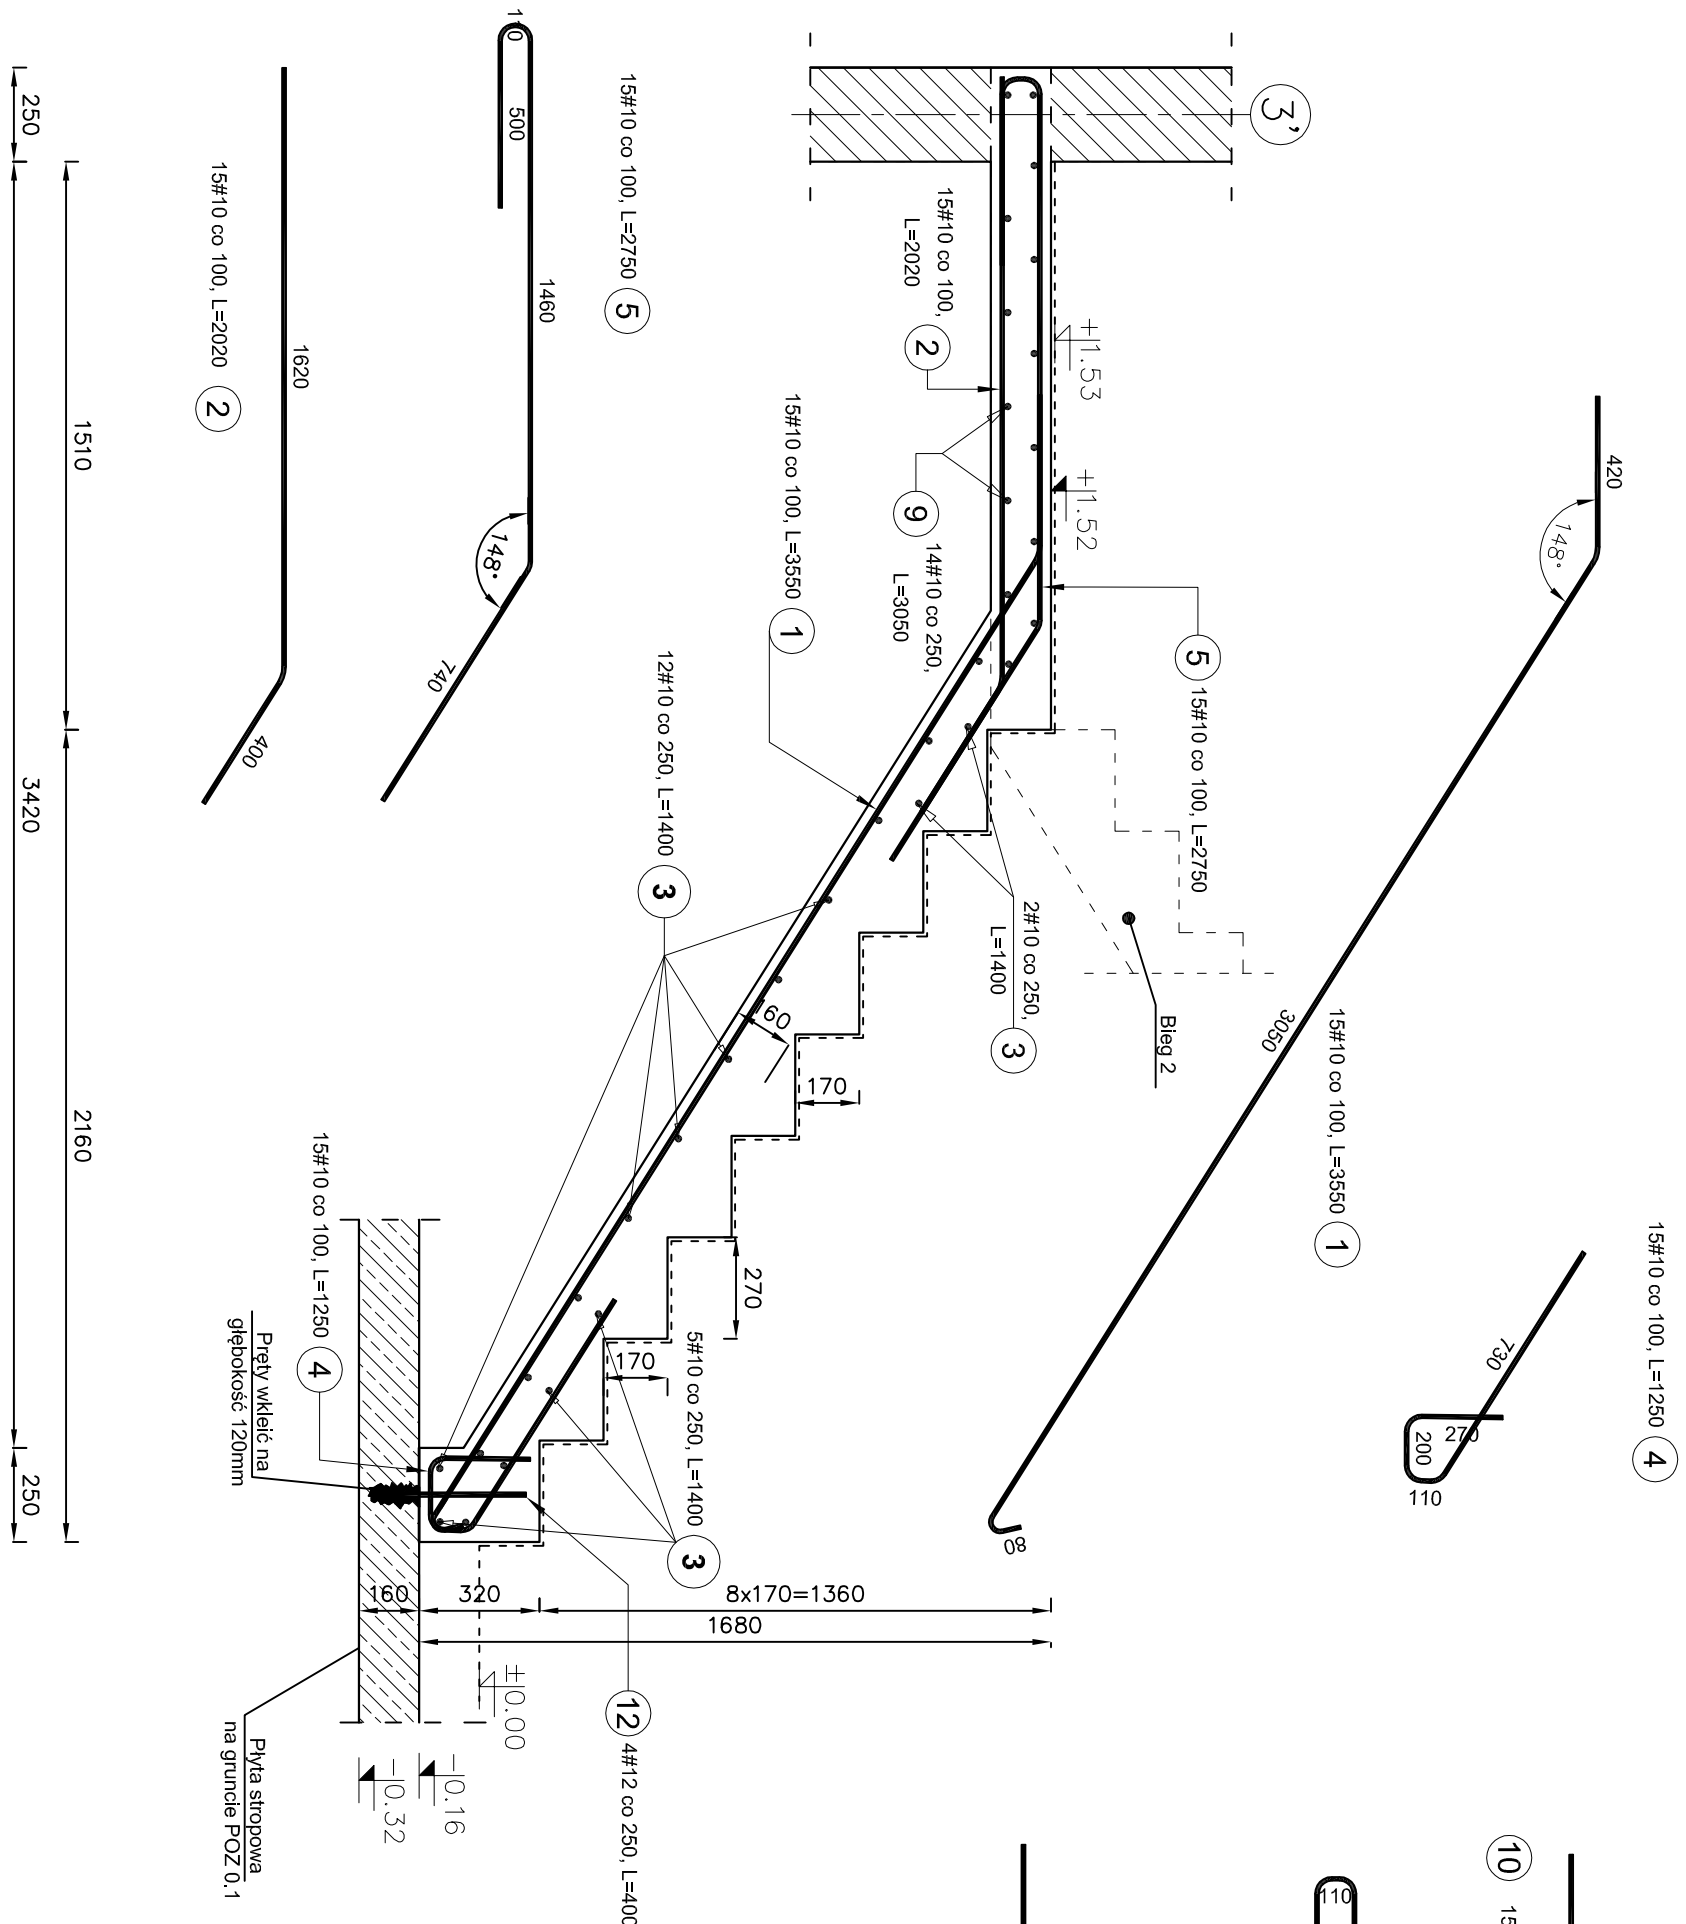 15#10 co 100, L=1250 4
730
270
200
110
420
148°
3050
80
15#10 co 100, L=3550 1
10
110
3'
+1.53
+1.52
5 15#10 co 100, L=2750
Bieg 2
2#10 co 250,
L=1400
3
15#10 co 100,
L=2020
2
9 14#10 co 250,
L=3050
15#10 co 100, L=3550 1
12#10 co 250, L=1400 3
160
170
270
170
5#10 co 250, L=1400 3
12 4#12 co 250, L=400
15#10 co 100, L=1250 4
Pręty wkleić na
głębokość 120mm
160
320
8x170=1360
1680
±0.00
-0.16
-0.32
Płyta stropowa
na gruncie POZ 0.1
110
500
1460
148°
740
15#10 co 100, L=2750 5
1620
400
15#10 co 100, L=2020 2
1510
2160
250
3420
250